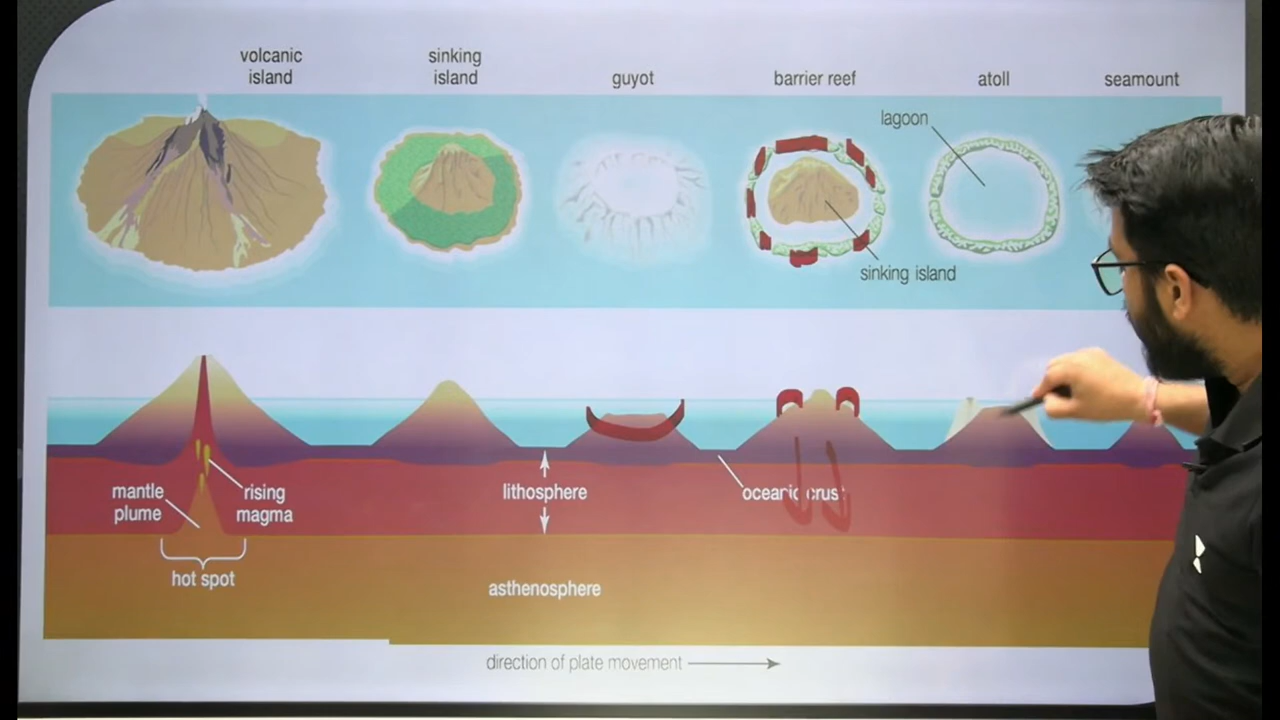 volcanic
island
sinking
island
guyot
barrier reef
atoll
seamount
lagoon
sinking island
mantle
plume
rising
magma
lithosphere
oceanic crust
hot spot
asthenosphere
direction of plate movement